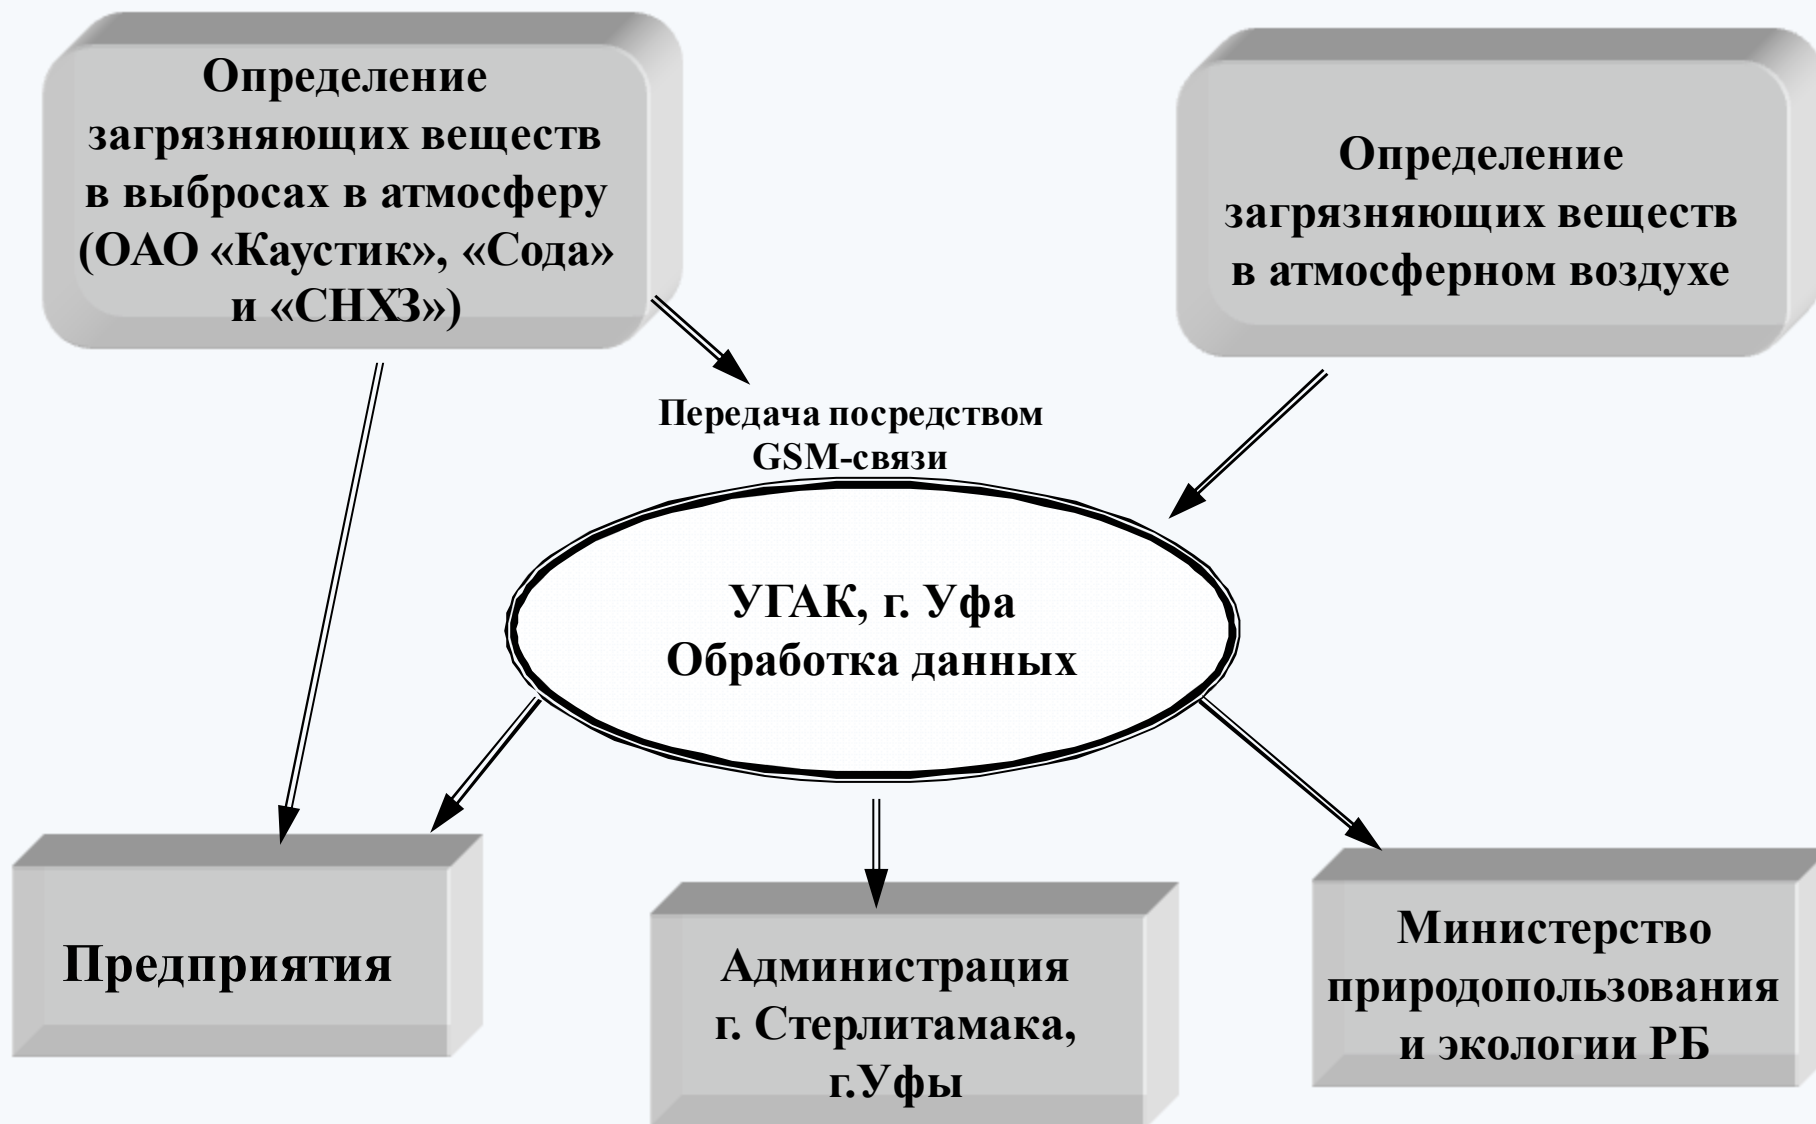 Определение
загрязняющих веществ
в выбросах в атмосферу
(ОАО «Каустик», «Сода»
и «СНХЗ»)
Определение
загрязняющих веществ
в атмосферном воздухе
Передача посредством
GSM-связи
УГАК, г. Уфа
Обработка данных
Предприятия
Администрация
г. Стерлитамака,
г.Уфы
Министерство
природопользования
и экологии РБ